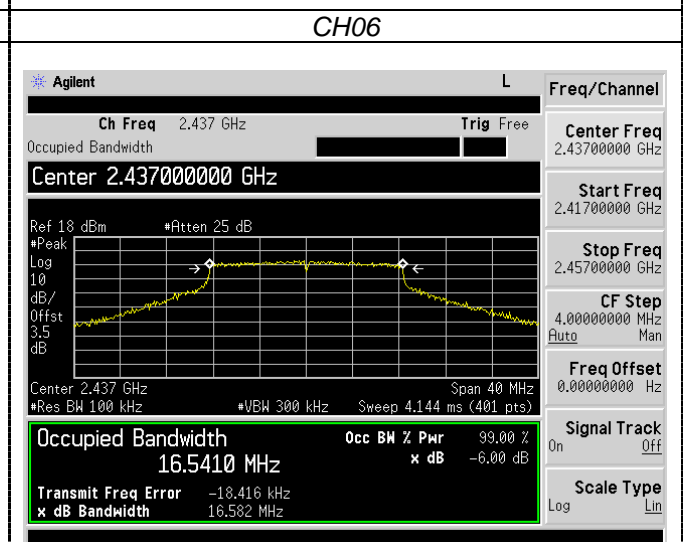 CH06
Agilent L
Freq/Channel
Ch Freq 2.437 GHz Trig Free
Occupied Bandwidth
Center 2.437000000 GHz
Center Freq
2.43700000 GHz
Start Freq
2.41700000 GHz
Stop Freq
2.45700000 GHz
CF Step
4.00000000 MHz
Auto Man
Freq Offset
0.00000000 Hz
Signal Track
On Off
Scale Type
Log Lin
Ref 18 dBm #Atten 25 dB
#Peak
Log
10
dB/
Offst
3.5
dB
Center 2.437 GHz Span 40 MHz
#Res BW 100 kHz #VBW 300 kHz Sweep 4.144 ms (401 pts)
Occupied Bandwidth Occ BW % Pwr 99.00 %
16.5410 MHz x dB -6.00 dB
Transmit Freq Error -18.416 kHz
x dB Bandwidth 16.582 MHz